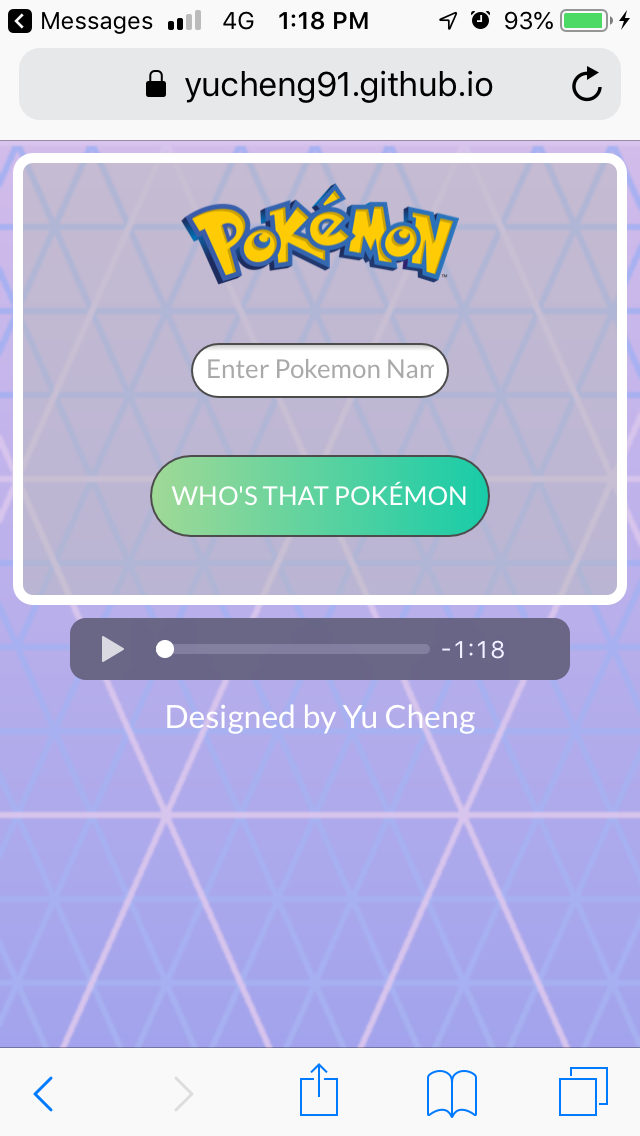 Messages 4G 1:18 PM 93%
yucheng91.github.io
POKéMON
™
Enter Pokemon Nam
WHO'S THAT POKÉMON
-1:18
Designed by Yu Cheng